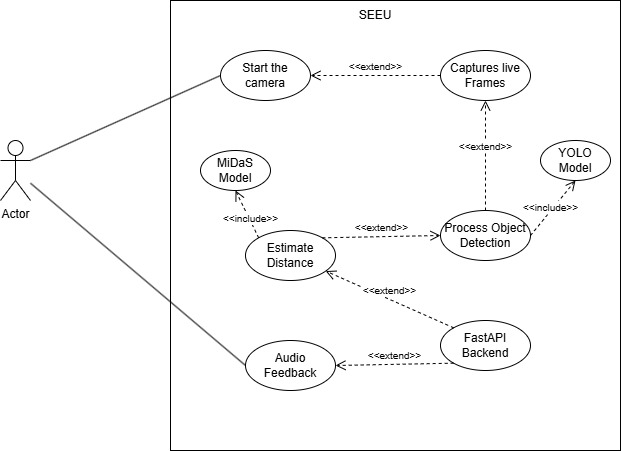 SEEU
Start the
camera
<<extend>>
Captures live
Frames
<<extend>>
MiDaS
Model
YOLO
Model
Actor
<<include>>
<<include>>
Estimate
Distance
<<extend>>
Process Object
Detection
<<extend>>
FastAPI
Backend
Audio
Feedback
<<extend>>